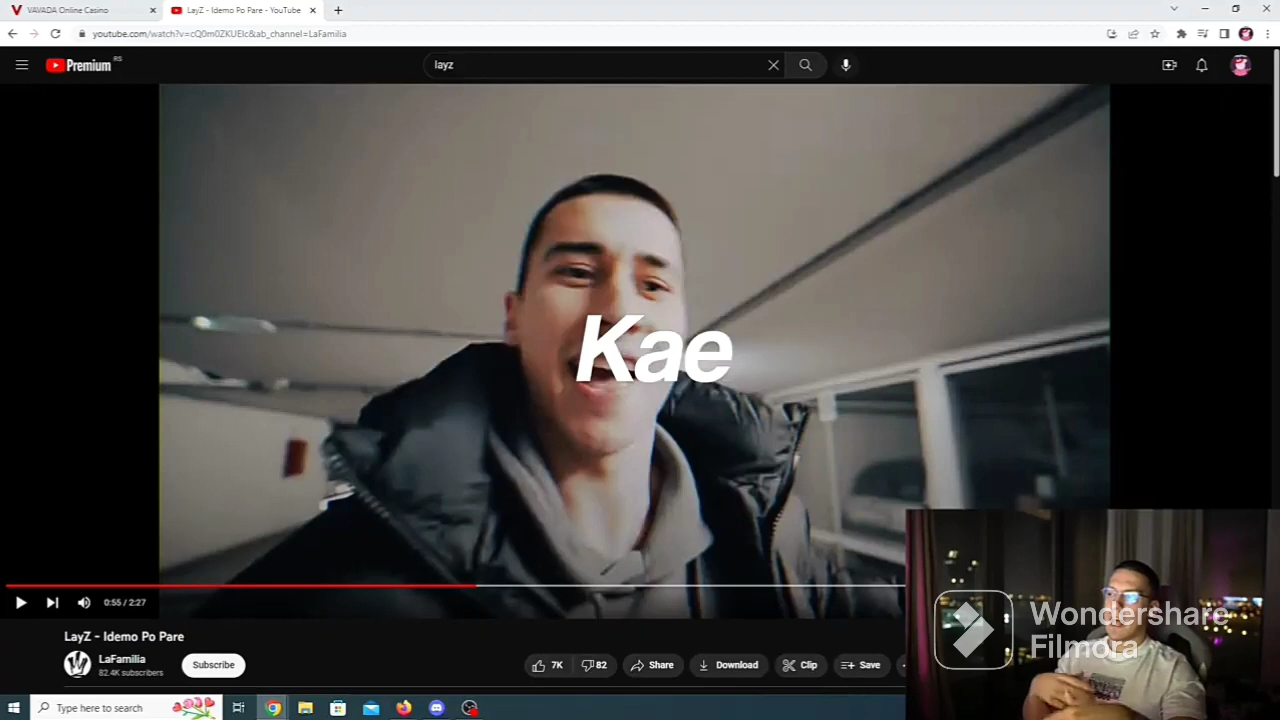 VAVADA Online Casino
LayZ - Idemo Po Pare - YouTube
youtube.com/watch?v=cQ0m0ZKUElc&ab_channel=LaFamilia
Premium RS
layz
Kae
0:55 / 2:27
LayZ - Idemo Po Pare
LaFamilia
82.4K subscribers
Subscribe
7K
82
Share
Download
Clip
Save
Wondershare
Filmora
Type here to search